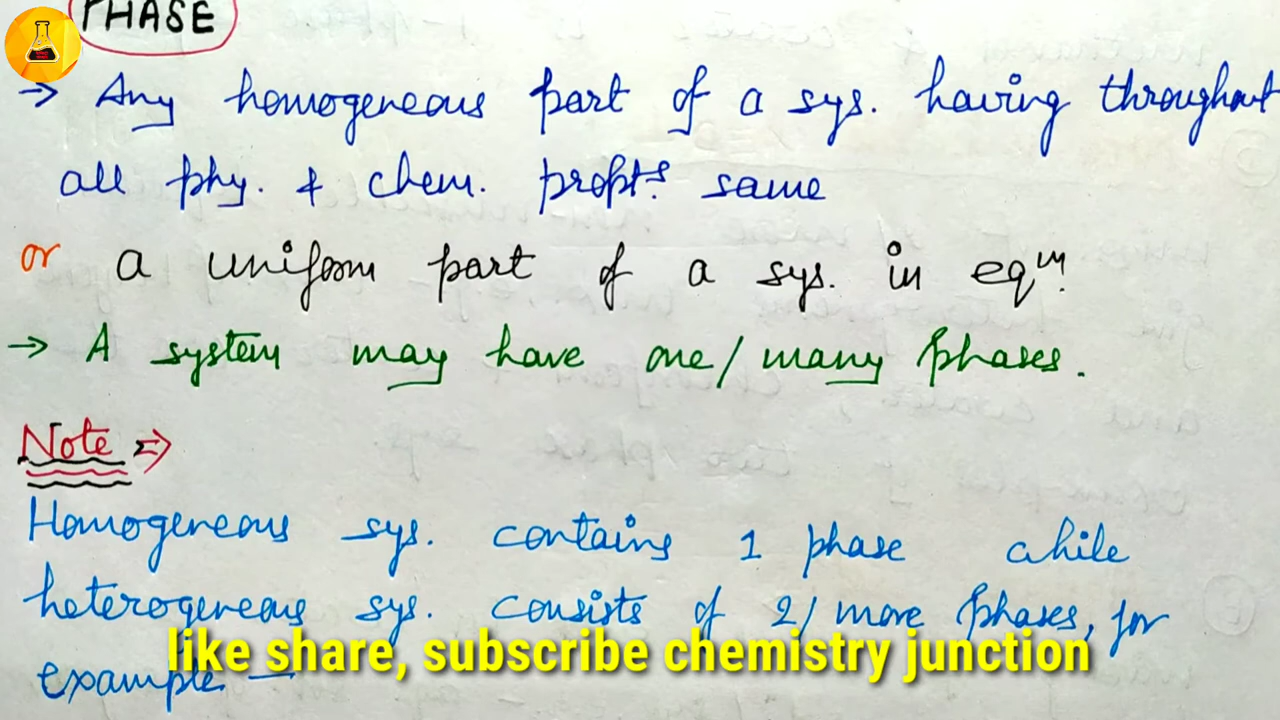 PHASE
→ Any homogeneous part of a sys. having throughout
all phy. & chem. propts. same
or a uniform part of a sys. in eqm.
→ A system may have one/many phases.
Note ⇒
Homogereous sys. contains 1 phase while
heterogereous sys. consists of 2/more phases, for
example —
like share, subscribe chemistry junction